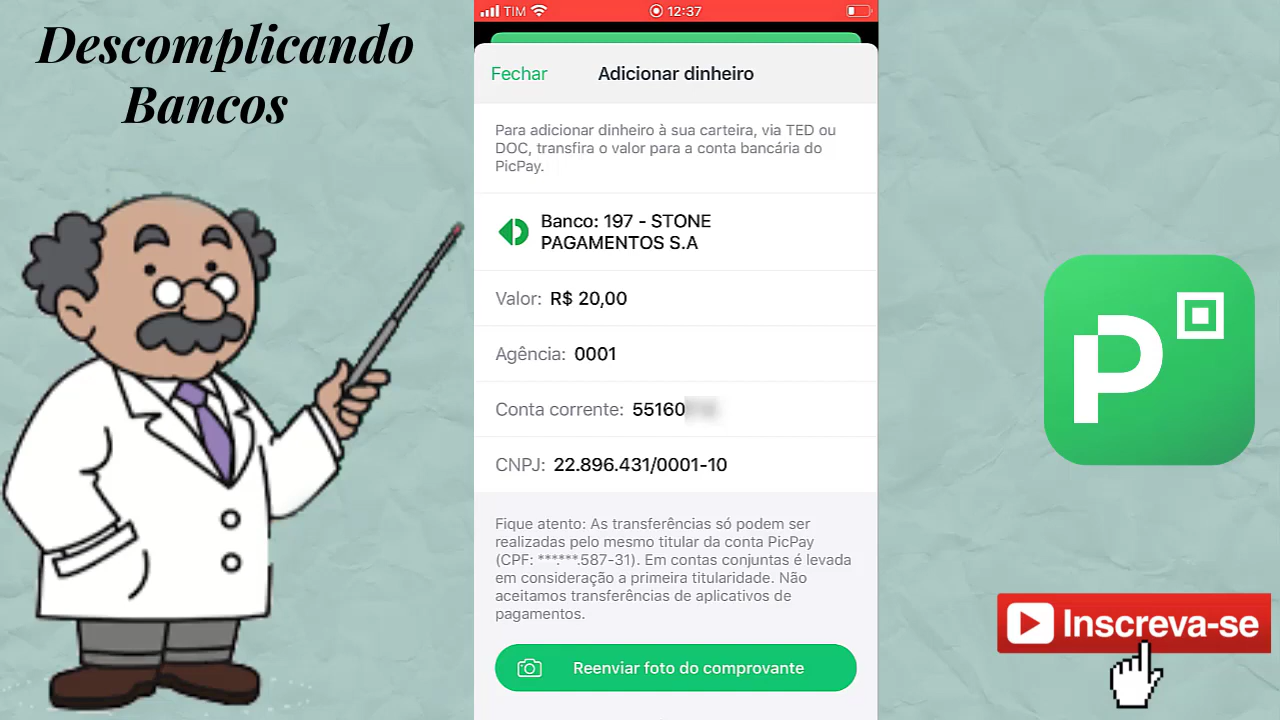 Descomplicando
Bancos
TIM
12:37
Fechar
Adicionar dinheiro
Para adicionar dinheiro à sua carteira, via TED ou
DOC, transfira o valor para a conta bancária do
PicPay.
Banco: 197 - STONE
PAGAMENTOS S.A
Valor: R$ 20,00
Agência: 0001
Conta corrente: 55160
CNPJ: 22.896.431/0001-10
Fique atento: As transferências só podem ser
realizadas pelo mesmo titular da conta PicPay
(CPF: ***.***.587-31). Em contas conjuntas é levada
em consideração a primeira titularidade. Não
aceitamos transferências de aplicativos de
pagamentos.
Reenviar foto do comprovante
P
Inscreva-se